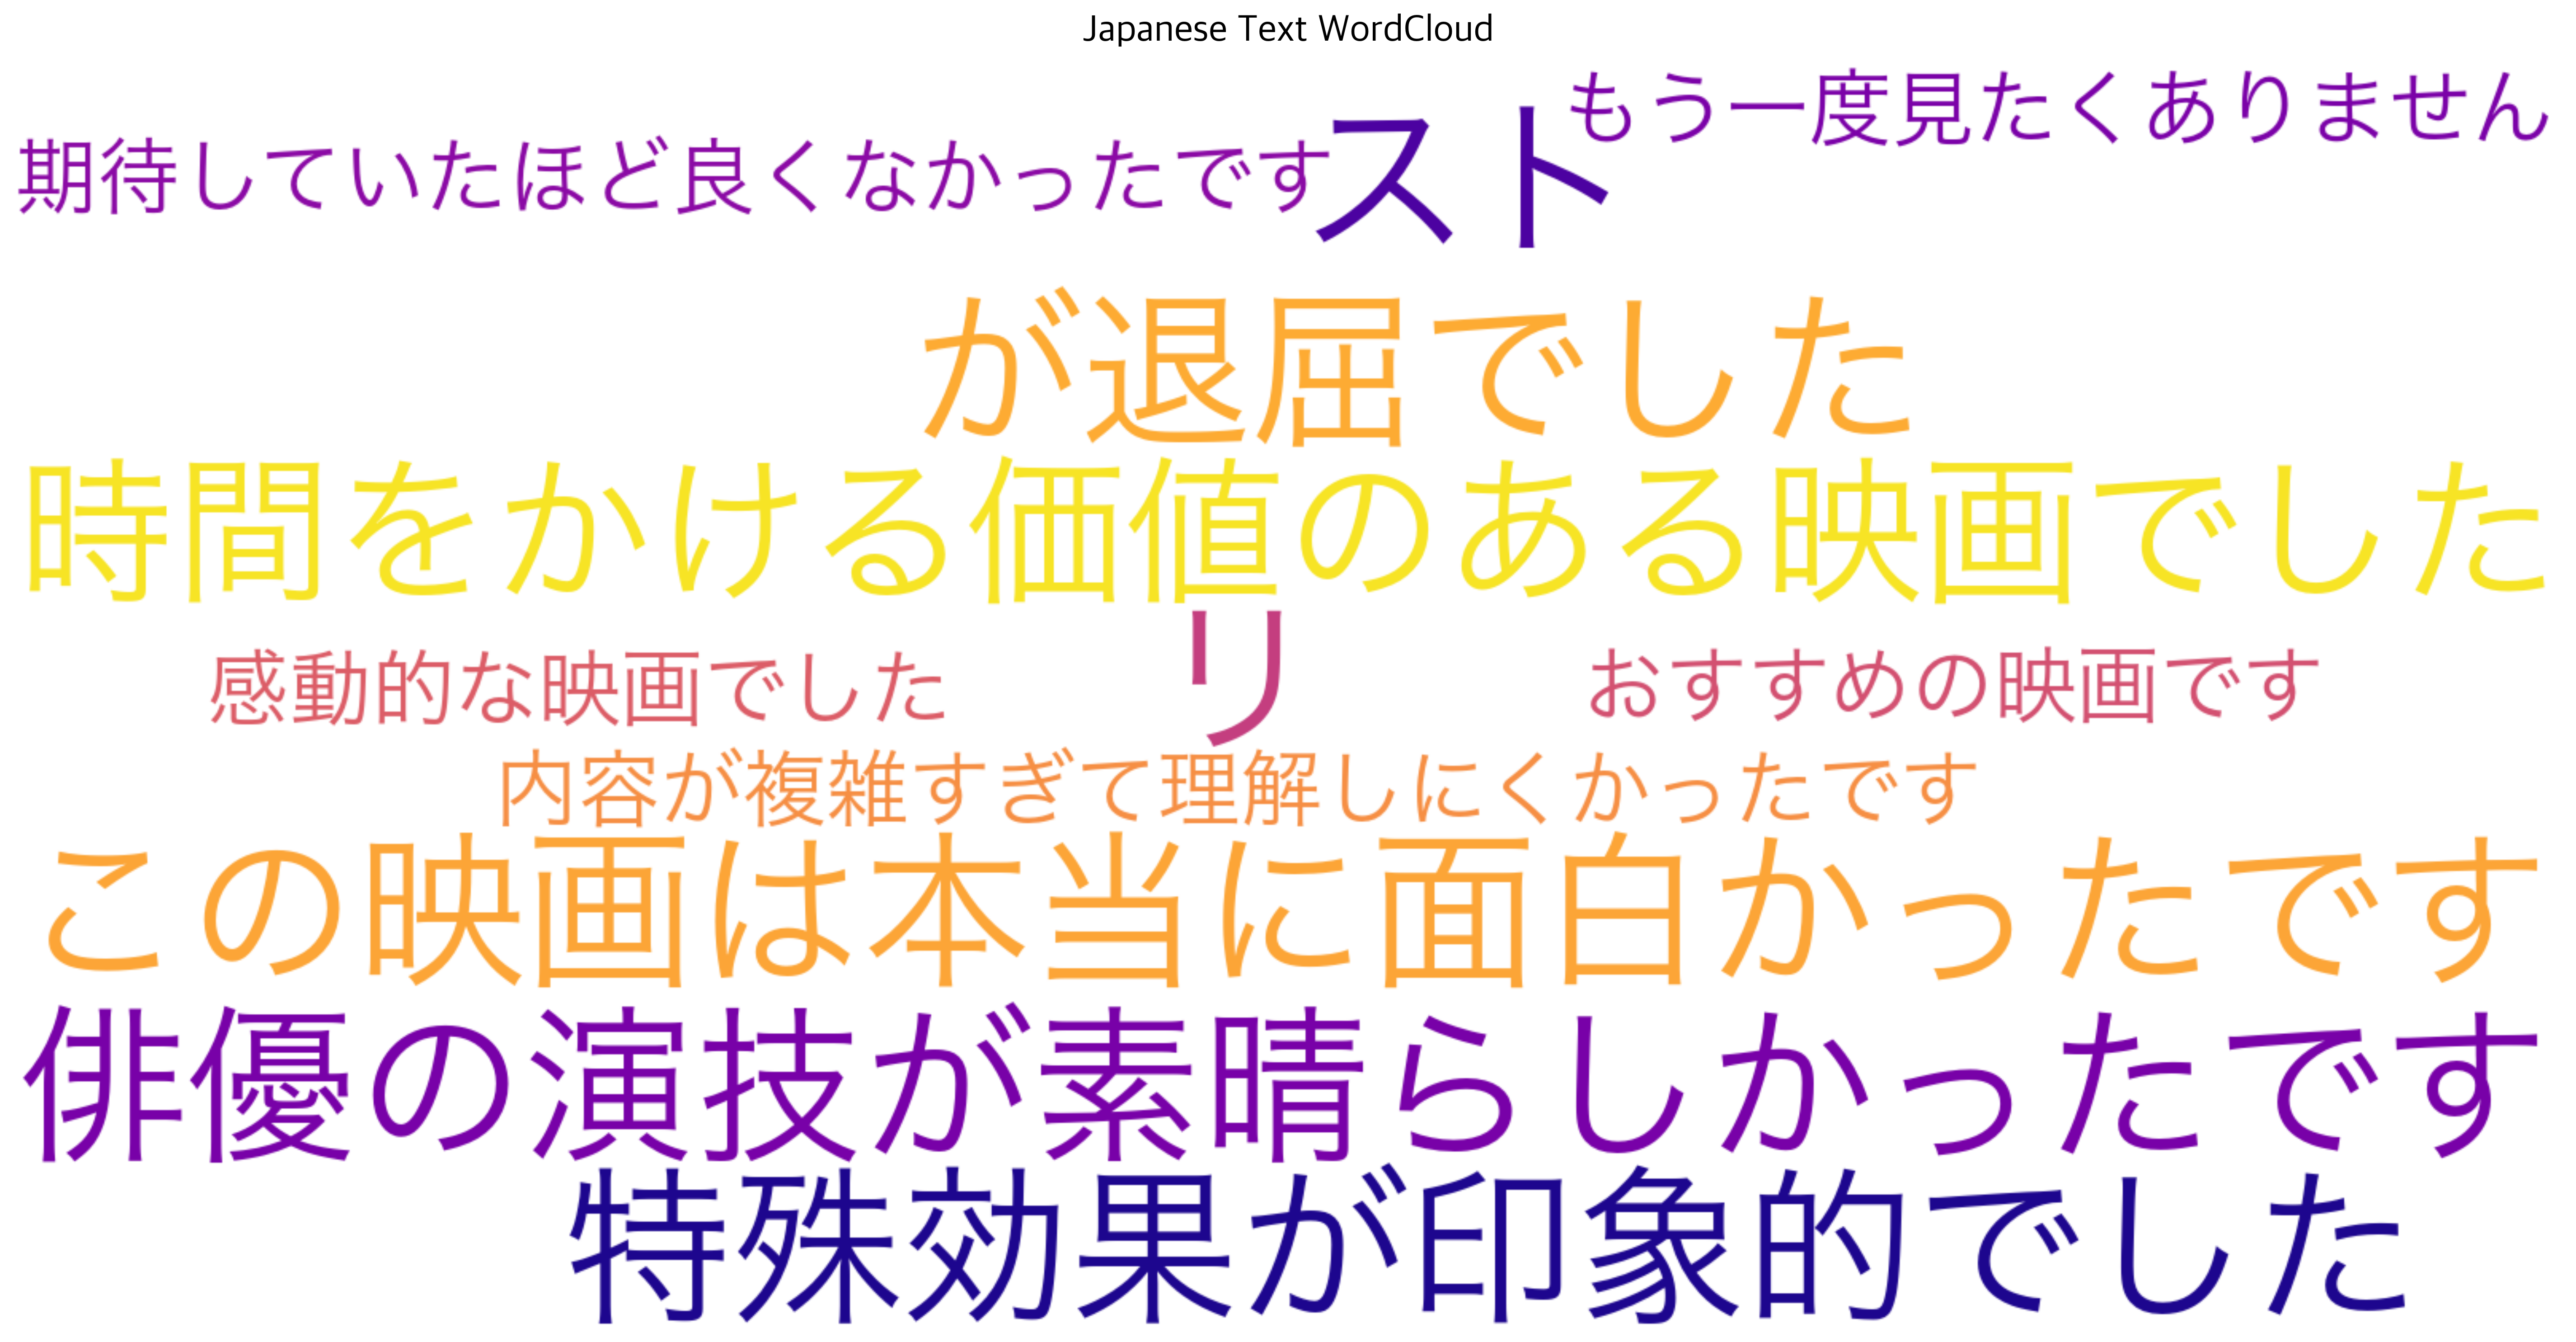 Japanese Text WordCloud
もう一度見たくありません
期待していたほど良くなかったです
スト
が退屈でした
時間をかける価値のある映画でした
リ
感動的な映画でした
おすすめの映画です
内容が複雑すぎて理解しにくかったです
この映画は本当に面白かったです
俳優の演技が素晴らしかったです
特殊効果が印象的でした